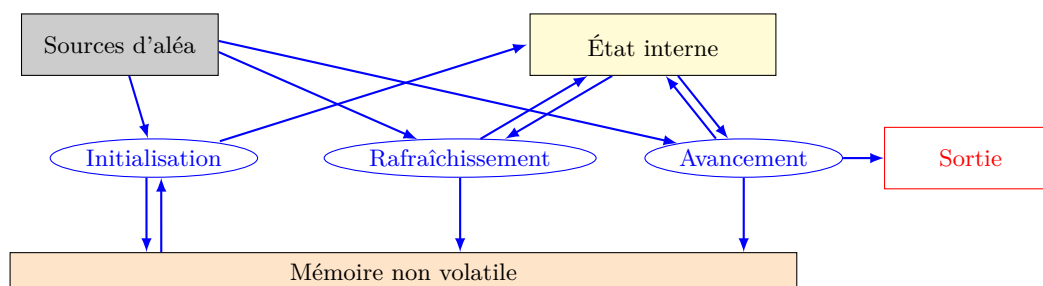 Sources d'aléa
État interne
Initialisation
Rafraîchissement
Avancement
Sortie
Mémoire non volatile